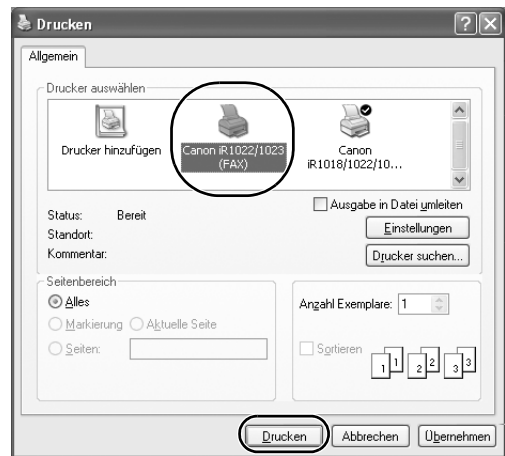 Drucken
Allgemein
Drucker auswählen
Drucker hinzufügen
Canon iR1022/1023
(FAX)
Canon
iR1018/1022/10...
Status: Bereit
Standort:
Kommentar:
Ausgabe in Datei umleiten
Einstellungen
Drucker suchen...
Seitenbereich
Alles
Markierung Aktuelle Seite
Seiten:
Anzahl Exemplare: 1
Sortieren
1 1 2 2 3 3
Drucken Abbrechen Übernehmen